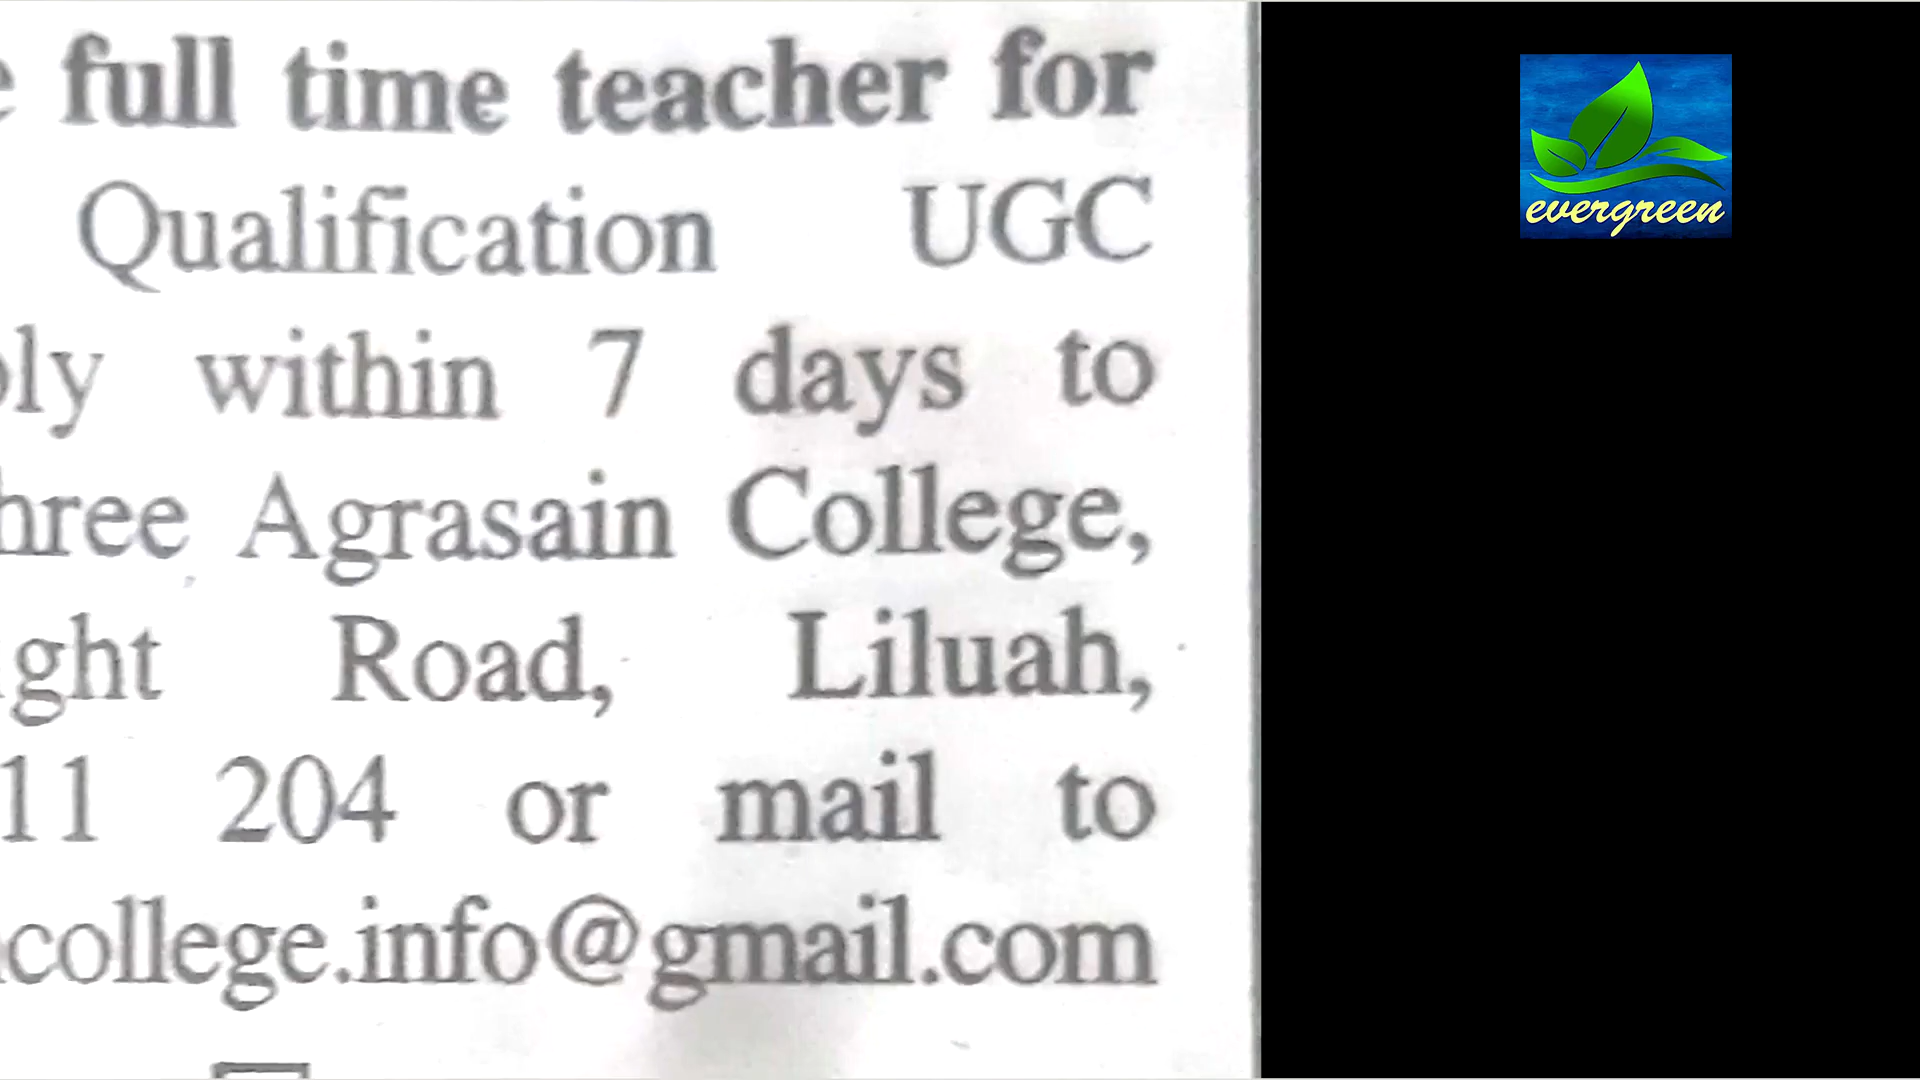 full time teacher for
Qualification UGC
ply within 7 days to
hree Agrasain College,
ght Road, Liluah,
11 204 or mail to
college.info@gmail.com
evergreen